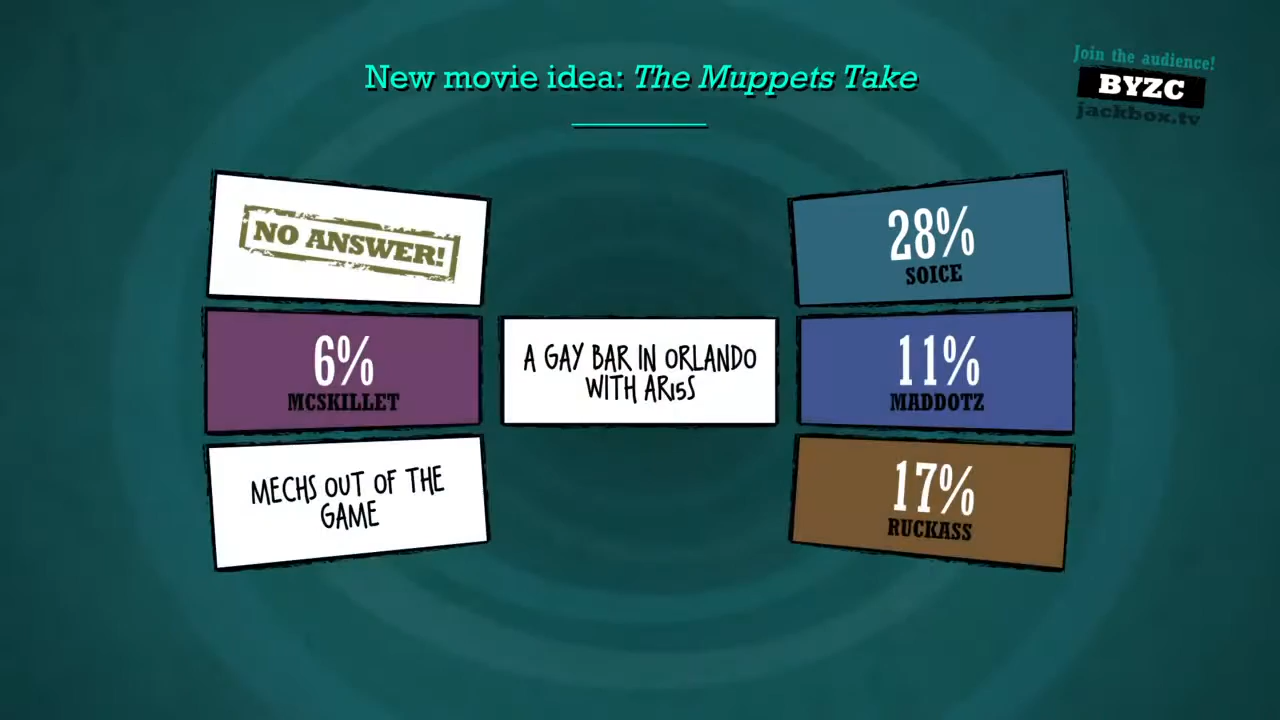 New movie idea: The Muppets Take
Join the audience!
BYZC
jackbox.tv
NO ANSWER!
28%
SOICE
6%
MCSKILLET
A GAY BAR IN ORLANDO
WITH AR15S
11%
MADDOTZ
MECHS OUT OF THE
GAME
17%
RUCKASS